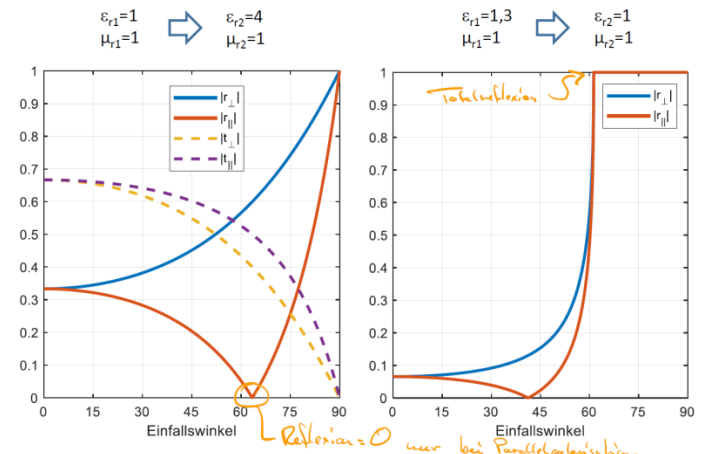 εr1=1
μr1=1
εr2=4
μr2=1
1
0.9
0.8
0.7
0.6
0.5
0.4
0.3
0.2
0.1
0
|r⊥|
|r|||
|t⊥|
|t|||
0 15 30 45 60 75 90
Einfallswinkel
εr1=1,3
μr1=1
εr2=1
μr2=1
Totalreflexion
1
0.9
0.8
0.7
0.6
0.5
0.4
0.3
0.2
0.1
0
|r⊥|
|r|||
0 15 30 45 60 75 90
Einfallswinkel
Reflexion=0 nur bei Parallelpolarisation